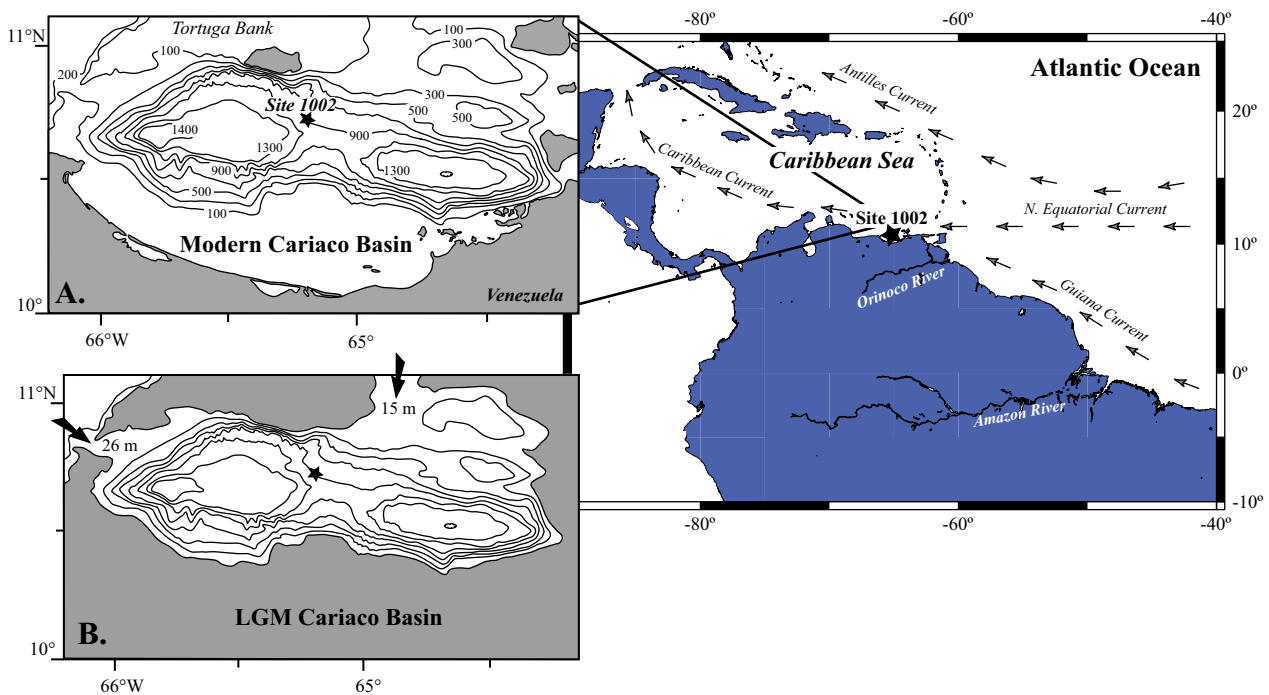 11°N
Tortuga Bank
100
200
100
300
300
Site 1002
500
500
1400
900
1300
1300
900
500
100
Modern Cariaco Basin
A.
Venezuela
10°
66°W
65°
11°N
15 m
26 m
LGM Cariaco Basin
B.
10°
66°W
65°
-80°
-60°
-40°
Atlantic Ocean
Antilles Current
20°
Caribbean Sea
Caribbean Current
N. Equatorial Current
Site 1002
10°
Orinoco River
Guiana Current
0°
Amazon River
-10°
-80°
-60°
-40°